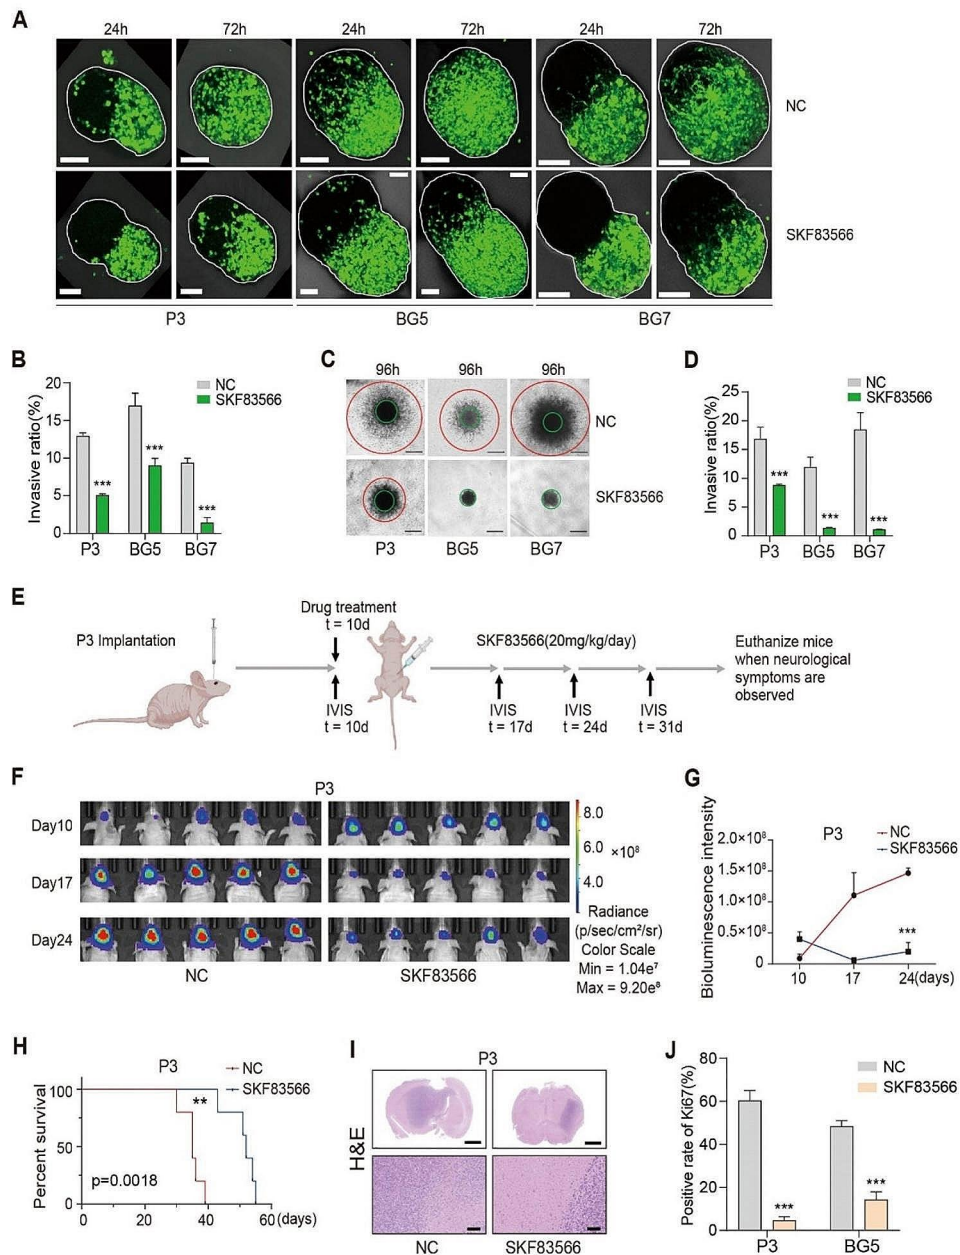 A
24h 72h 24h 72h 24h 72h
NC
SKF83566
P3 BG5 BG7
B
Invasive ratio(%)
20
15
10
5
0
NC
SKF83566
***
***
***
P3 BG5 BG7
C
96h 96h 96h
NC
SKF83566
P3 BG5 BG7
D
Invasive ratio(%)
25
20
15
10
5
0
NC
SKF83566
***
***
***
P3 BG5 BG7
E
P3 Implantation
Drug treatment
t = 10d
IVIS
t = 10d
SKF83566(20mg/kg/day)
IVIS
t = 17d
IVIS
t = 24d
IVIS
t = 31d
Euthanize mice
when neurological
symptoms are
observed
F
P3
Day10
Day17
Day24
NC SKF83566
8.0
6.0
×10⁸
4.0
Radiance
(p/sec/cm²/sr)
Color Scale
Min = 1.04e⁷
Max = 9.20e⁸
G
Bioluminescence intensity
P3
NC
SKF83566
2.0×10⁸
1.5×10⁸
1.0×10⁸
0.5×10⁸
0
***
10 17 24(days)
H
P3
NC
SKF83566
Percent survival
100
50
0
**
p=0.0018
0 20 40 60 (days)
I
P3
H&E
NC SKF83566
J
Positive rate of Ki67(%)
80
60
40
20
0
NC
SKF83566
***
***
P3 BG5